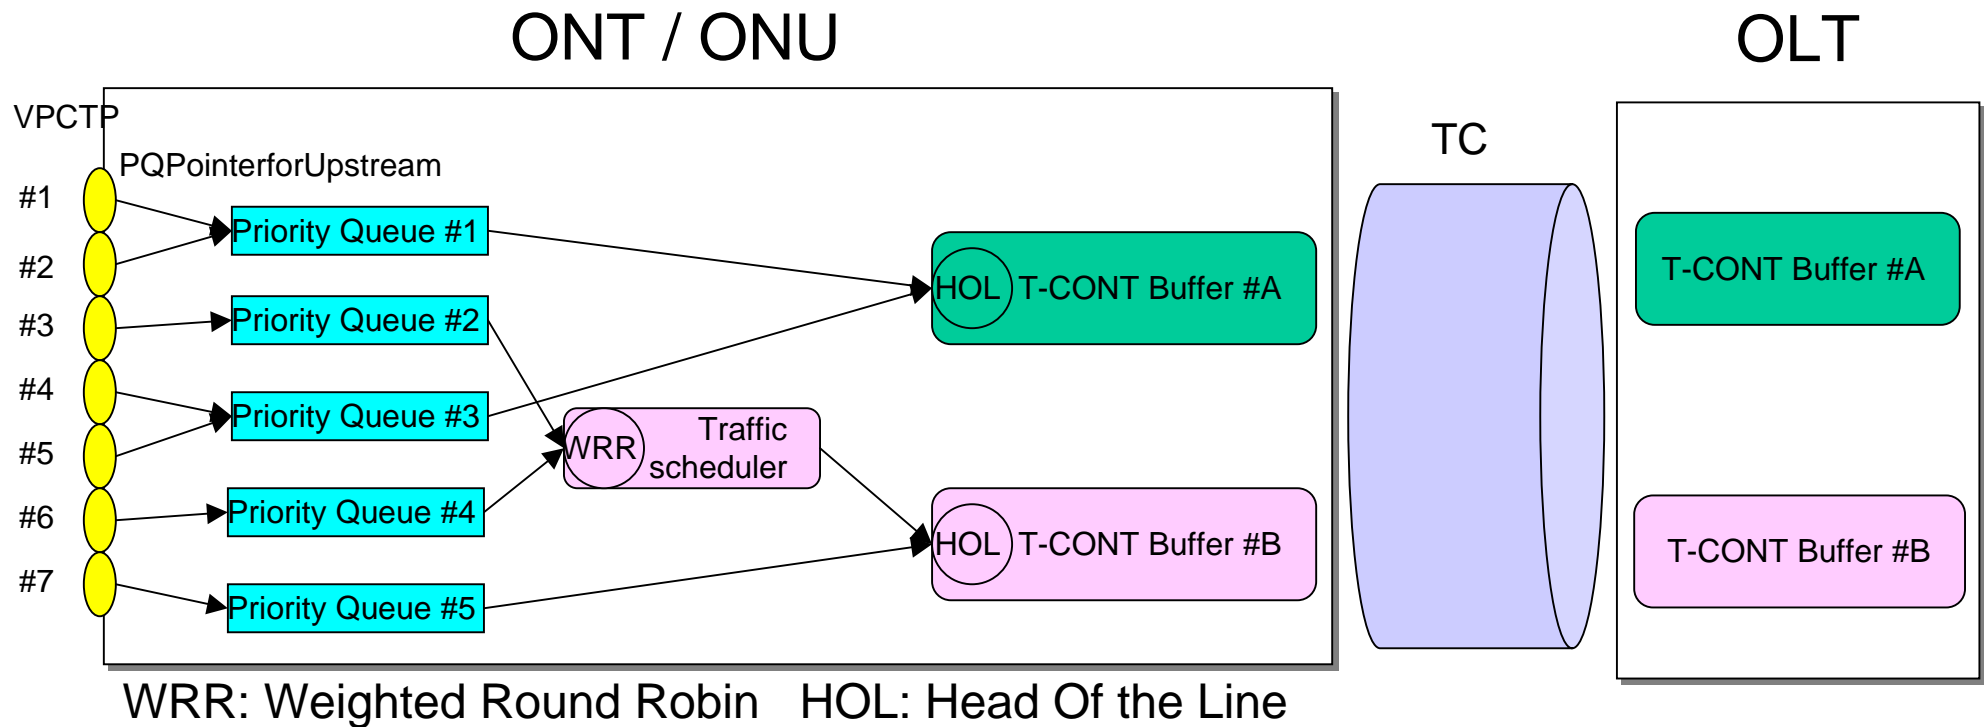 ONT / ONU
OLT
VPCTP
PQPointerforUpstream
TC
#1
Priority Queue #1
#2
HOL T-CONT Buffer #A
T-CONT Buffer #A
#3
Priority Queue #2
#4
Priority Queue #3
#5
WRR
Traffic
scheduler
#6
Priority Queue #4
HOL T-CONT Buffer #B
T-CONT Buffer #B
#7
Priority Queue #5
WRR: Weighted Round Robin HOL: Head Of the Line